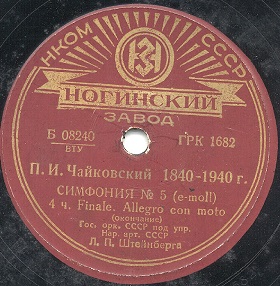 НКОМ СССР
НЗ
НОГИНСКИЙ
ЗАВОД
Б 08240
ВТУ
ГРК 1682
П. И. Чайковский 1840-1940 г.
СИМФОНИЯ № 5 (e-moll)
4 ч. Finale. Allegro con moto
(окончание)
Гос. орк. СССР под упр.
Нар. арт. СССР
Л. П. Штейнберга